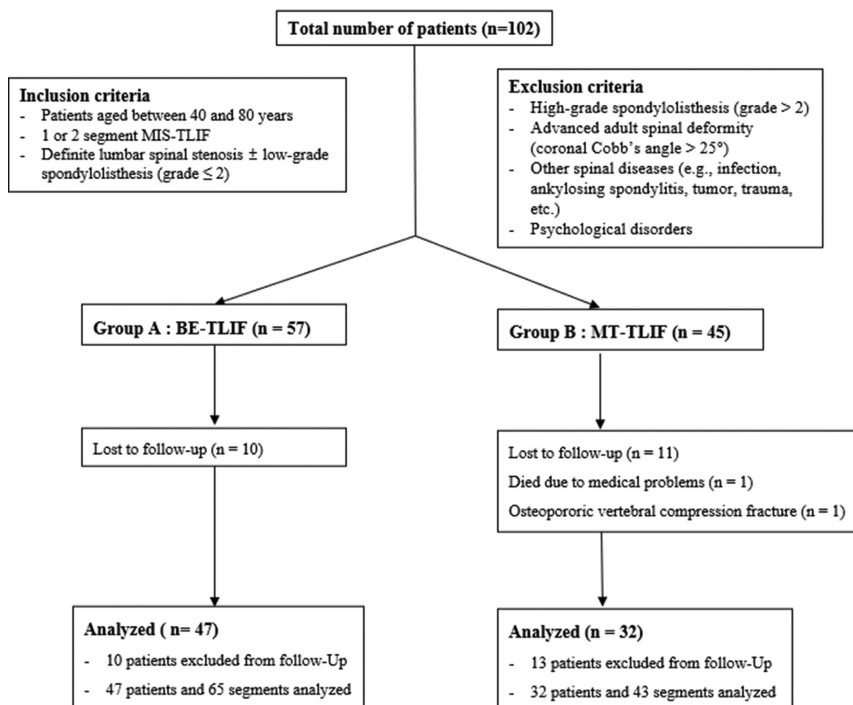 Total number of patients (n=102)
Inclusion criteria
- Patients aged between 40 and 80 years
- 1 or 2 segment MIS-TLIF
- Definite lumbar spinal stenosis ± low-grade
spondylolisthesis (grade ≤ 2)
Exclusion criteria
- High-grade spondylolisthesis (grade > 2)
- Advanced adult spinal deformity
(coronal Cobb's angle > 25°)
- Other spinal diseases (e.g., infection,
ankylosing spondylitis, tumor, trauma,
etc.)
- Psychological disorders
Group A : BE-TLIF (n = 57)
Group B : MT-TLIF (n = 45)
Lost to follow-up (n = 10)
Lost to follow-up (n = 11)
Died due to medical problems (n = 1)
Osteopororic vertebral compression fracture (n = 1)
Analyzed ( n= 47)
- 10 patients excluded from follow-Up
- 47 patients and 65 segments analyzed
Analyzed (n = 32)
- 13 patients excluded from follow-Up
- 32 patients and 43 segments analyzed